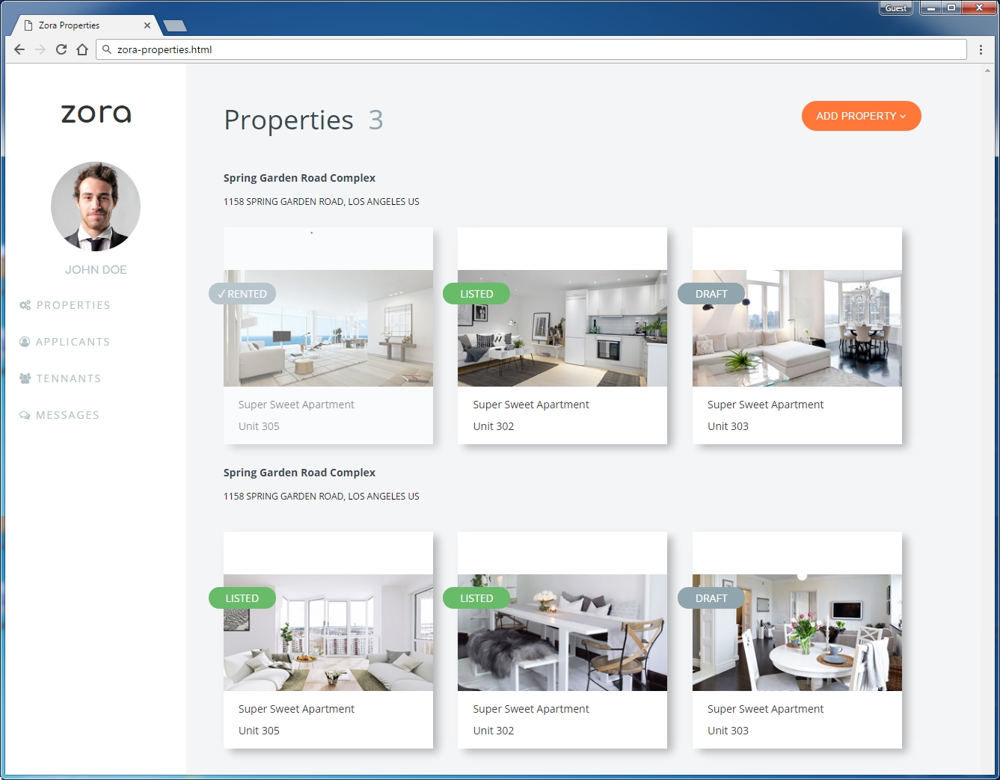 Guest
Zora Properties
zora-properties.html
zora
Properties 3
ADD PROPERTY
JOHN DOE
PROPERTIES
APPLICANTS
TENNANTS
MESSAGES
Spring Garden Road Complex
1158 SPRING GARDEN ROAD, LOS ANGELES US
✓ RENTED
LISTED
DRAFT
Super Sweet Apartment
Unit 305
Super Sweet Apartment
Unit 302
Super Sweet Apartment
Unit 303
Spring Garden Road Complex
1158 SPRING GARDEN ROAD, LOS ANGELES US
LISTED
LISTED
DRAFT
Super Sweet Apartment
Unit 305
Super Sweet Apartment
Unit 302
Super Sweet Apartment
Unit 303